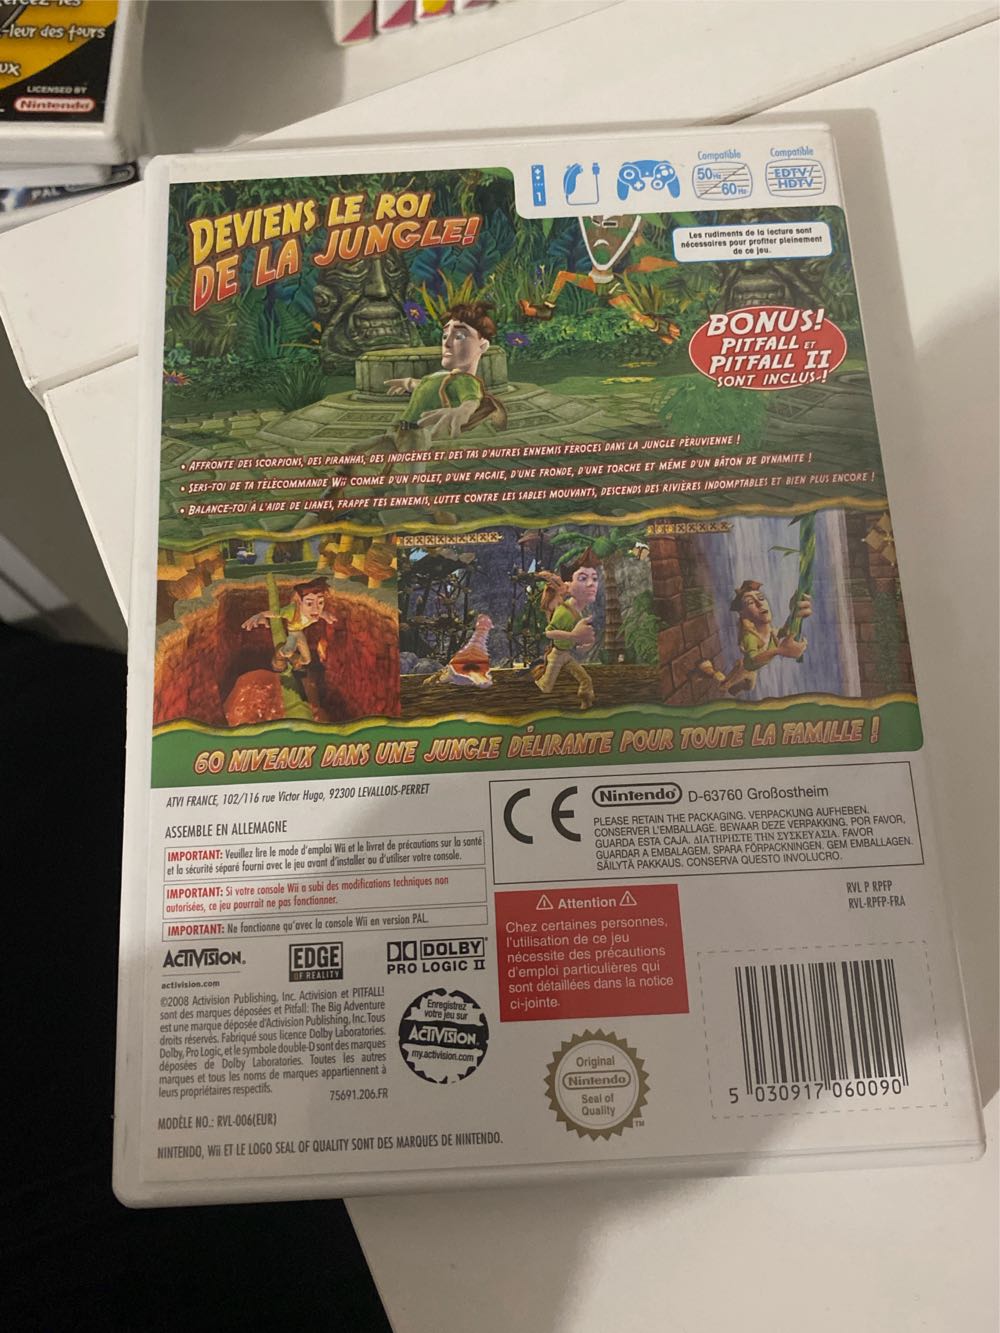 -leur des fours
UX
LICENSED BY
Nintendo
PAL
1
Compatible
50Hz
60Hz
Compatible
EDTV/
HDTV
DEVIENS LE ROI
DE LA JUNGLE!
Les rudiments de la lecture sont
nécessaires pour profiter pleinement
de ce jeu.
BONUS!
PITFALL ET
PITFALL II
SONT INCLUS !
• AFFRONTE DES SCORPIONS, DES PIRANHAS, DES INDIGÈNES ET DES TAS D'AUTRES ENNEMIS FÉROCES DANS LA JUNGLE PÉRUVIENNE !
• SERS-TOI DE TA TÉLÉCOMMANDE Wii COMME D'UN PIOLET, D'UNE PAGAIE, D'UNE FRONDE, D'UNE TORCHE ET MÊME D'UN BÂTON DE DYNAMITE !
• BALANCE-TOI À L'AIDE DE LIANES, FRAPPE TES ENNEMIS, LUTTE CONTRE LES SABLES MOUVANTS, DESCENDS DES RIVIÈRES INDOMPTABLES ET BIEN PLUS ENCORE !
60 NIVEAUX DANS UNE JUNGLE DÉLIRANTE POUR TOUTE LA FAMILLE !
ATVI FRANCE, 102/116 rue Victor Hugo, 92300 LEVALLOIS-PERRET
ASSEMBLE EN ALLEMAGNE
IMPORTANT: Veuillez lire le mode d'emploi Wii et le livret de précautions sur la santé
et la sécurité séparé fourni avec le jeu avant d'installer ou d'utiliser votre console.
IMPORTANT: Si votre console Wii a subi des modifications techniques non
autorisées, ce jeu pourrait ne pas fonctionner.
IMPORTANT: Ne fonctionne qu'avec la console Wii en version PAL.
CE
Nintendo D-63760 Großostheim
PLEASE RETAIN THE PACKAGING. VERPACKUNG AUFHEBEN.
CONSERVER L'EMBALLAGE. BEWAAR DEZE VERPAKKING. POR FAVOR,
GUARDA ESTA CAJA. ΔΙΑΤΗΡΗΣΤΕ ΤΗΝ ΣΥΣΚΕΥΑΣΙΑ. FAVOR
GUARDAR A EMBALAGEM. SPARA FÖRPACKNINGEN. GEM EMBALLAGEN.
SÄILYTÄ PAKKAUS. CONSERVA QUESTO INVOLUCRO.
RVL P RPFP
RVL-RPFP-FRA
Attention
Chez certaines personnes,
l'utilisation de ce jeu
nécessite des précautions
d'emploi particulières qui
sont détaillées dans la notice
ci-jointe.
ACTIVISION.
activision.com
EDGE
OF REALITY
DOLBY
PRO LOGIC II
©2008 Activision Publishing, Inc. Activision et PITFALL!
sont des marques déposées et Pitfall: The Big Adventure
est une marque déposée d'Activision Publishing, Inc. Tous
droits réservés. Fabriqué sous licence Dolby Laboratories.
Dolby, Pro Logic, et le symbole double-D sont des marques
déposées de Dolby Laboratories. Toutes les autres
marques et tous les noms de marques appartiennent à
leurs propriétaires respectifs.
75691.206.FR
Enregistrez
votre jeu sur
ACTIVISION.
my.activision.com
Original
Nintendo
Seal of
Quality
TM
5 030917 060090
MODÈLE NO.: RVL-006(EUR)
NINTENDO, Wii ET LE LOGO SEAL OF QUALITY SONT DES MARQUES DE NINTENDO.